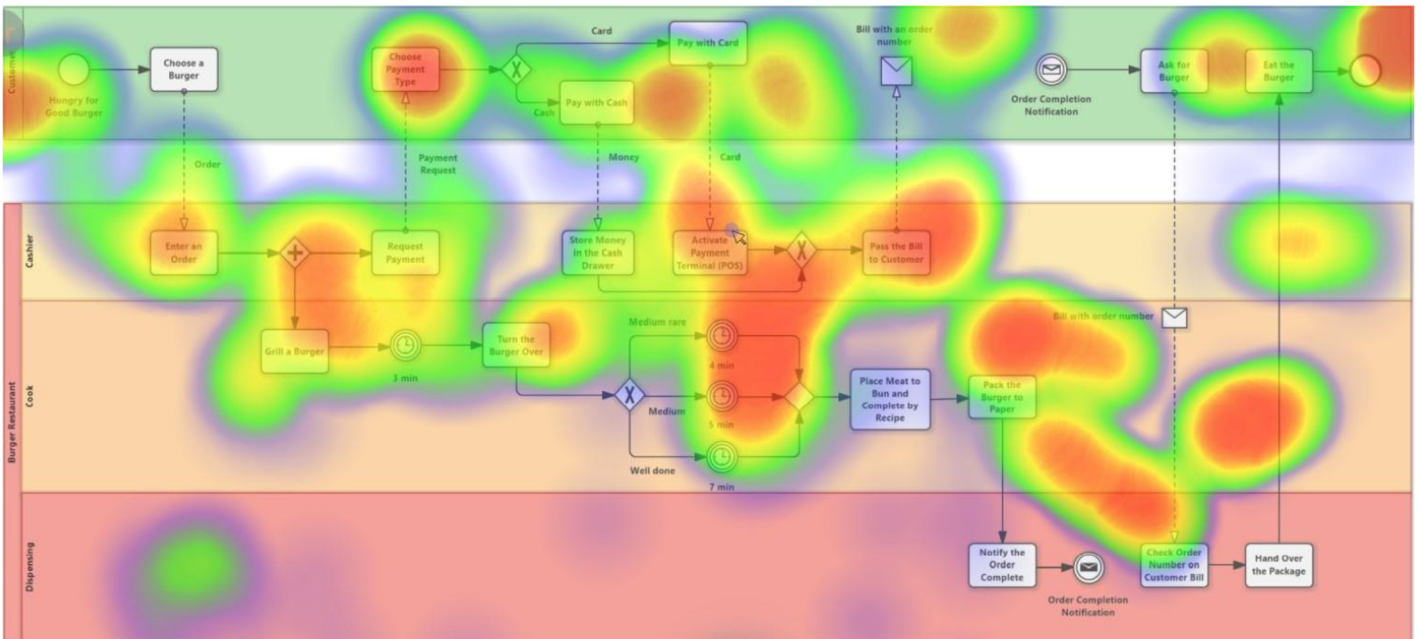 Customer
Hungry for
Good Burger
Choose a
Burger
Choose
Payment
Type
Card
Cash
Pay with Card
Pay with Cash
Bill with an order
number
Order Completion
Notification
Ask for
Burger
Eat the
Burger
Order
Payment
Request
Money
Card
Burger Restaurant
Cashier
Enter an
Order
Request
Payment
Store Money
in the Cash
Drawer
Activate
Payment
Terminal (POS)
Pass the Bill
to Customer
Bill with order number
Cook
Grill a Burger
3 min
Turn the
Burger Over
Medium rare
4 min
Medium
5 min
Well done
7 min
Place Meat to
Bun and
Complete by
Recipe
Pack the
Burger to
Paper
Dispensing
Notify the
Order
Complete
Order Completion
Notification
Check Order
Number on
Customer Bill
Hand Over
the Package